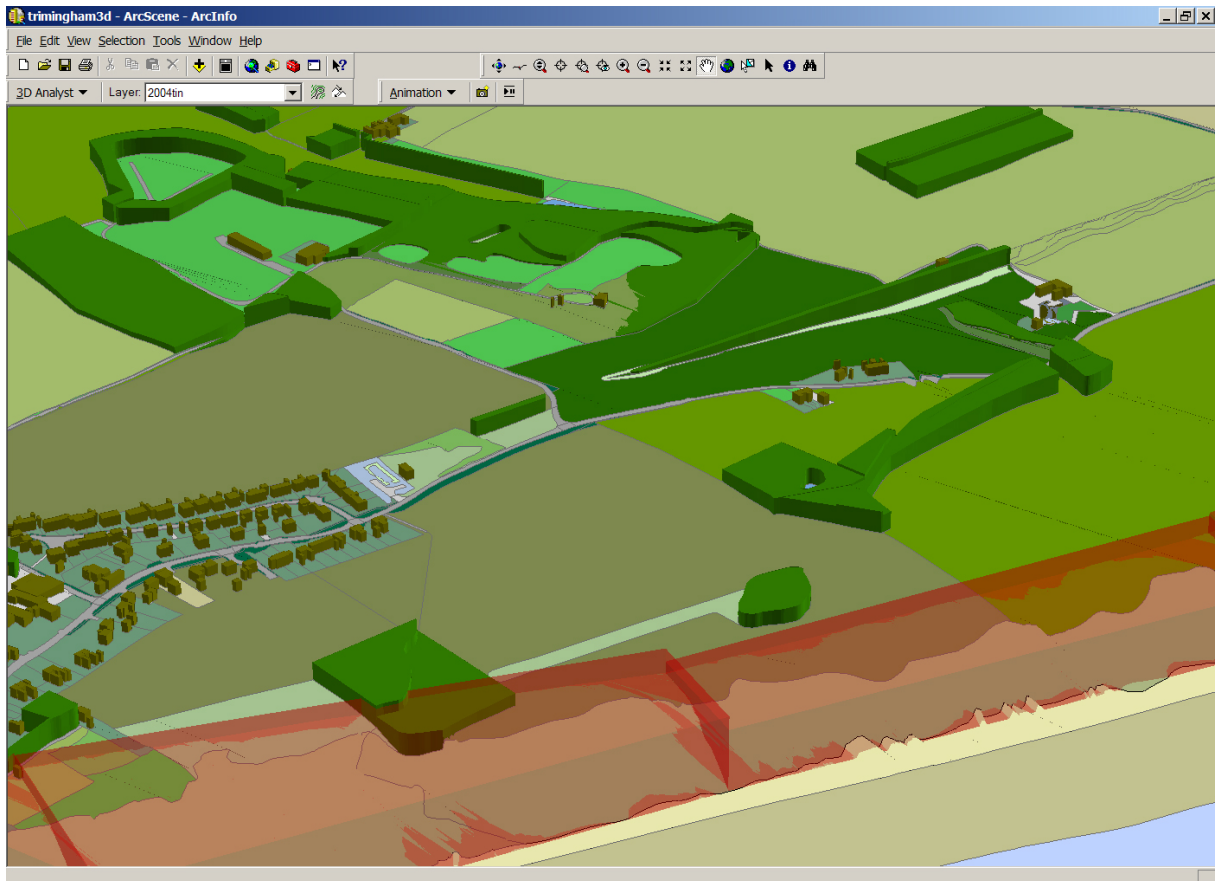 trimingham3d - ArcScene - ArcInfo
File Edit View Selection Tools Window Help
3D Analyst Layer: 2004tin Animation